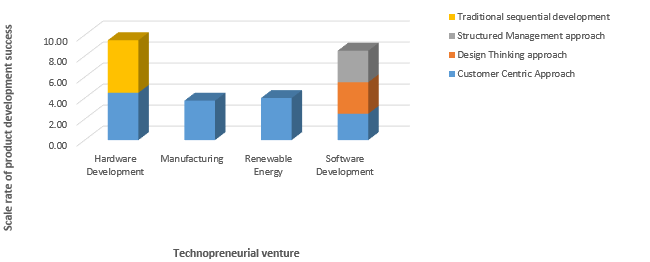 Scale rate of product development success
10.00
8.00
6.00
4.00
2.00
0.00
Hardware
Development
Manufacturing
Renewable
Energy
Software
Development
Technopreneurial venture
Traditional sequential development
Structured Management approach
Design Thinking approach
Customer Centric Approach